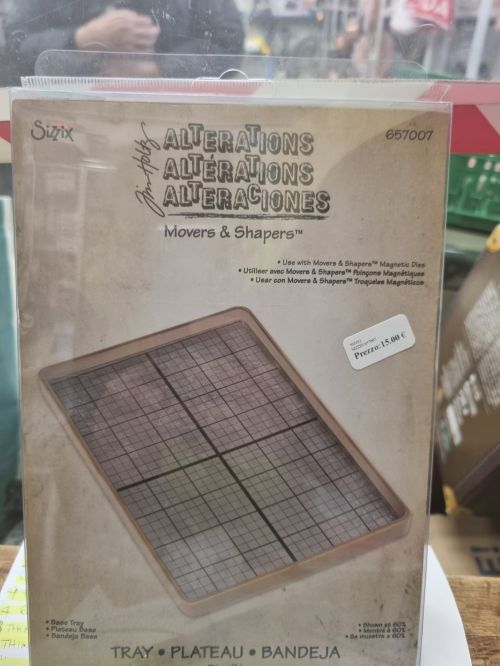 Sizzix
Tim Holtz
ALTERATIONS
ALTÉRATIONS
ALTERACIONES
657007
Movers & Shapers™
• Use with Movers & Shapers™ Magnetic Dies
• Utiliser avec Movers & Shapers™ Poinçons Magnétiques
• Usar con Movers & Shapers™ Troqueles Magnéticos
Prezzo:15.00 €
• Base Tray
• Plateau Base
• Bandeja Base
• Shown at 60%
• Montré à 60%
• Se muestra a 60%
TRAY • PLATEAU • BANDEJA